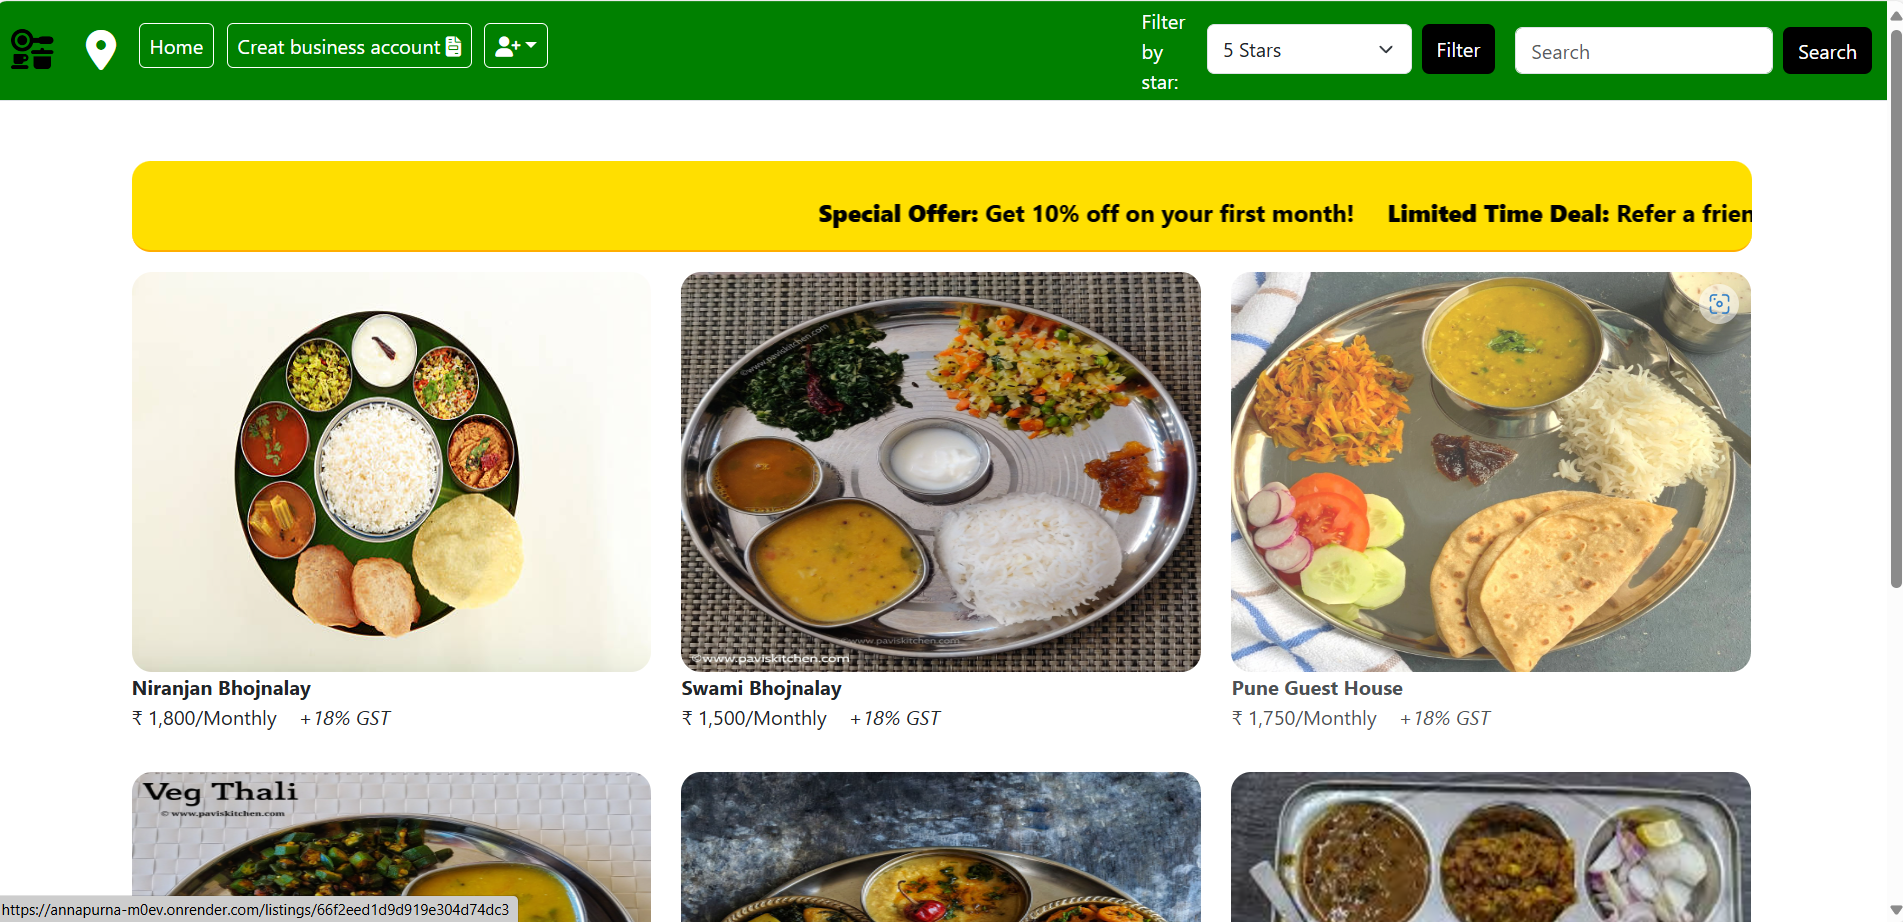 Home
Creat business account
Filter
by
star:
5 Stars
Filter
Search
Search
Special Offer: Get 10% off on your first month! Limited Time Deal: Refer a frien
©www.paviskitchen.com
©www.paviskitchen.com
©www.paviskitchen.com
Niranjan Bhojnalay
₹ 1,800/Monthly +18% GST
Swami Bhojnalay
₹ 1,500/Monthly +18% GST
Pune Guest House
₹ 1,750/Monthly +18% GST
Veg Thali
© www.paviskitchen.com
https://annapurna-m0ev.onrender.com/listings/66f2eed1d9d919e304d74dc3